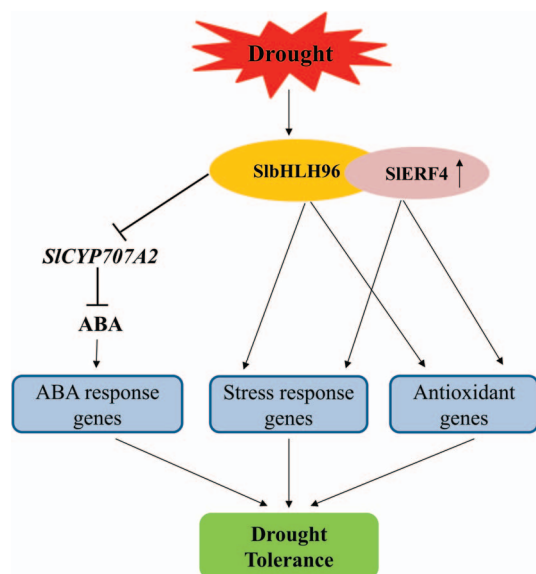 Drought
SlbHLH96
SlERF4
SlCYP707A2
ABA
ABA response
genes
Stress response
genes
Antioxidant
genes
Drought
Tolerance